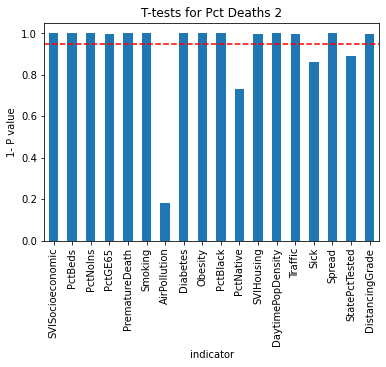 T-tests for Pct Deaths 2
1.0
0.8
0.6
0.4
0.2
0.0
1- P value
SVISocioeconomic
PctBeds
PctNoIns
PctGE65
PrematureDeath
Smoking
AirPollution
Diabetes
Obesity
PctBlack
PctNative
SVIHousing
DaytimePopDensity
Traffic
Sick
Spread
StatePctTested
DistancingGrade
indicator